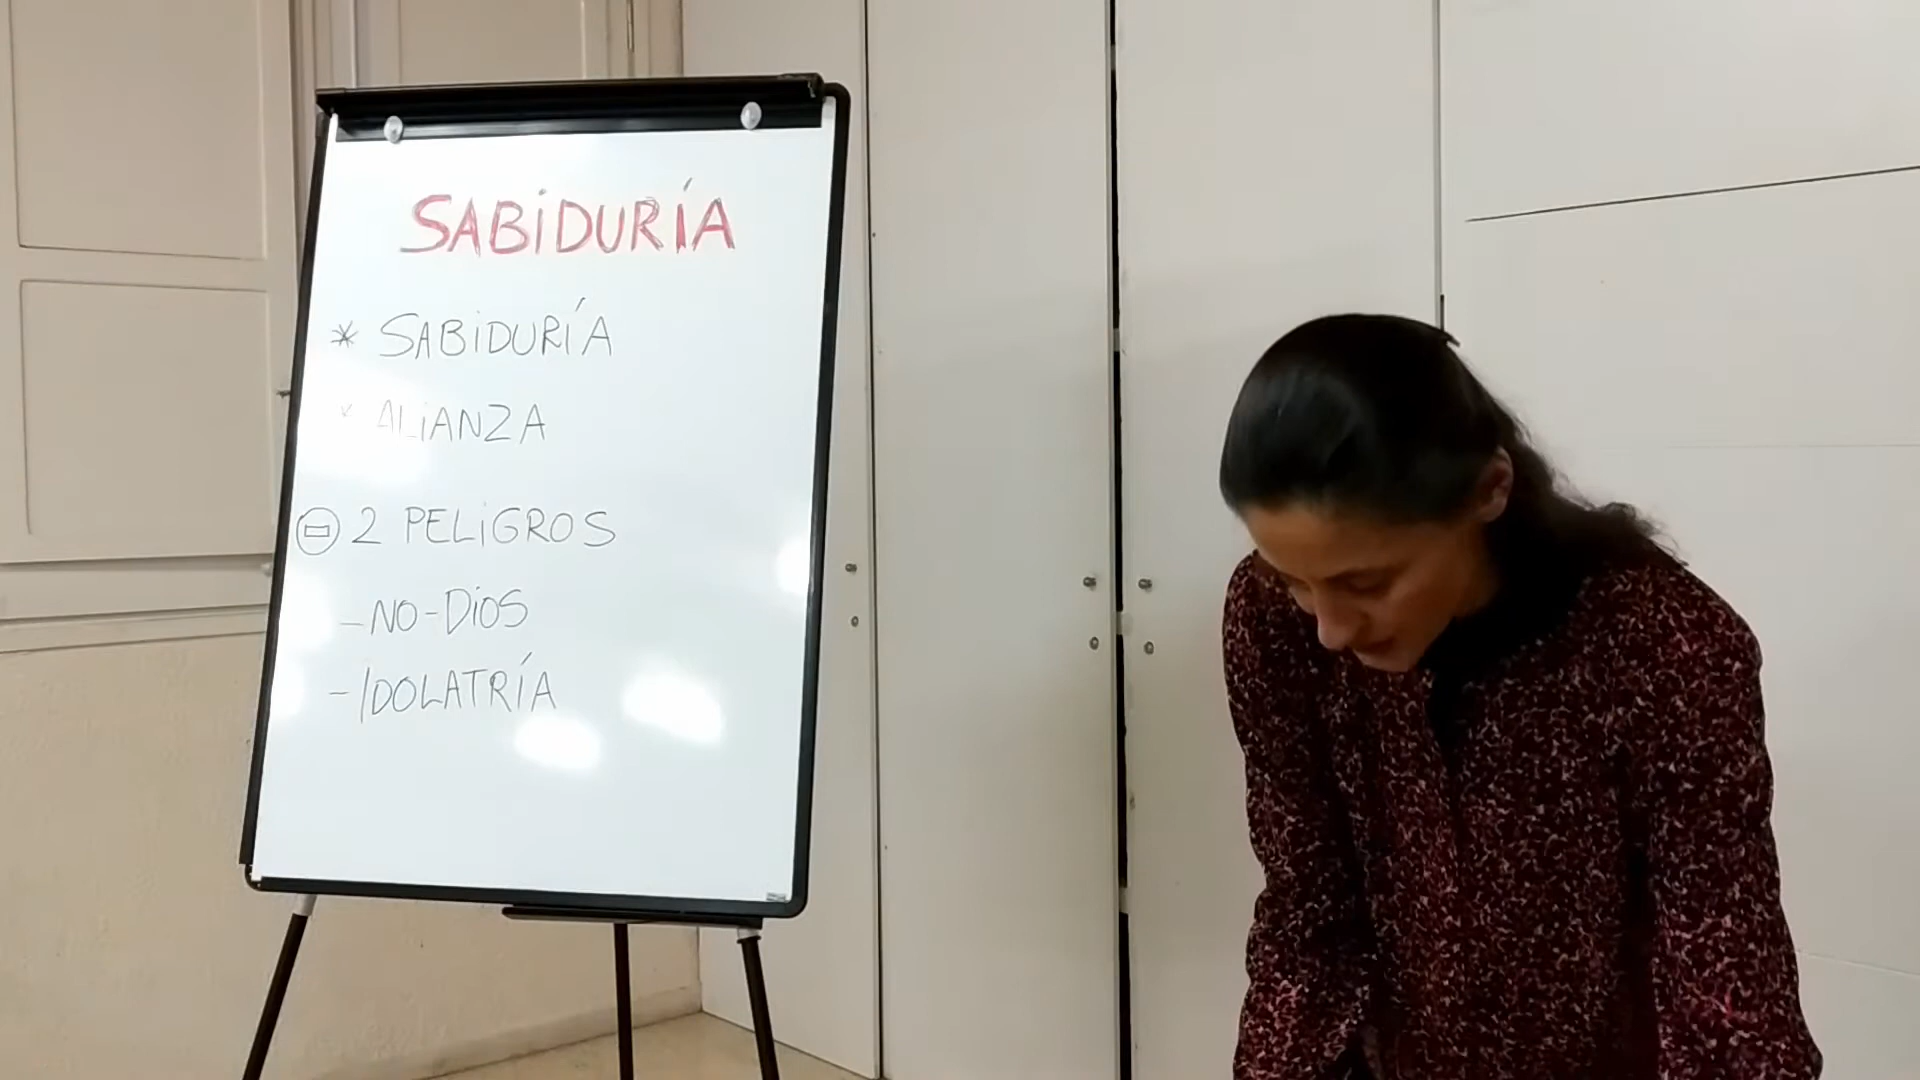 SABiDURÍA
* SABiDURÍA
* ALiANZA
⊖ 2 PELiGROS
- NO-DiOS
- IDOLATRÍA